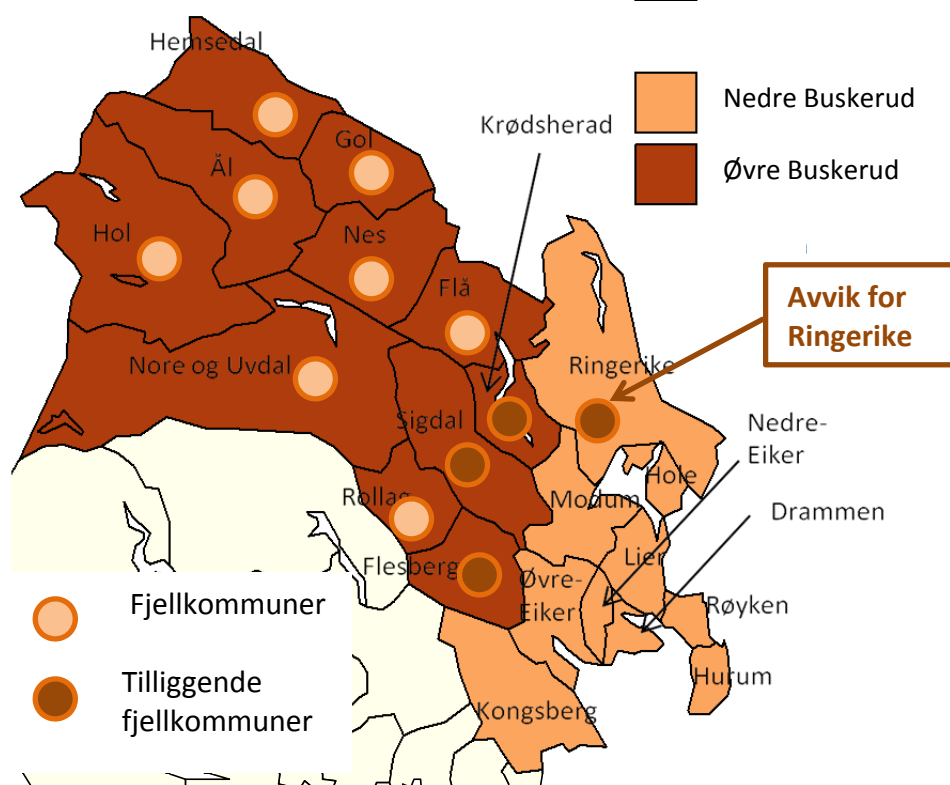 Hemsedal
Nedre Buskerud
Krødsherad
Gol
Øvre Buskerud
Ål
Hol
Nes
Flå
Avvik for
Ringerike
Nore og Uvdal
Ringerike
Sigdal
Nedre-
Eiker
Hole
Rollag
Modum
Drammen
Lier
Flesberg
Øvre-
Eiker
Fjellkommuner
Røyken
Tilliggende
fjellkommuner
Hurum
Kongsberg